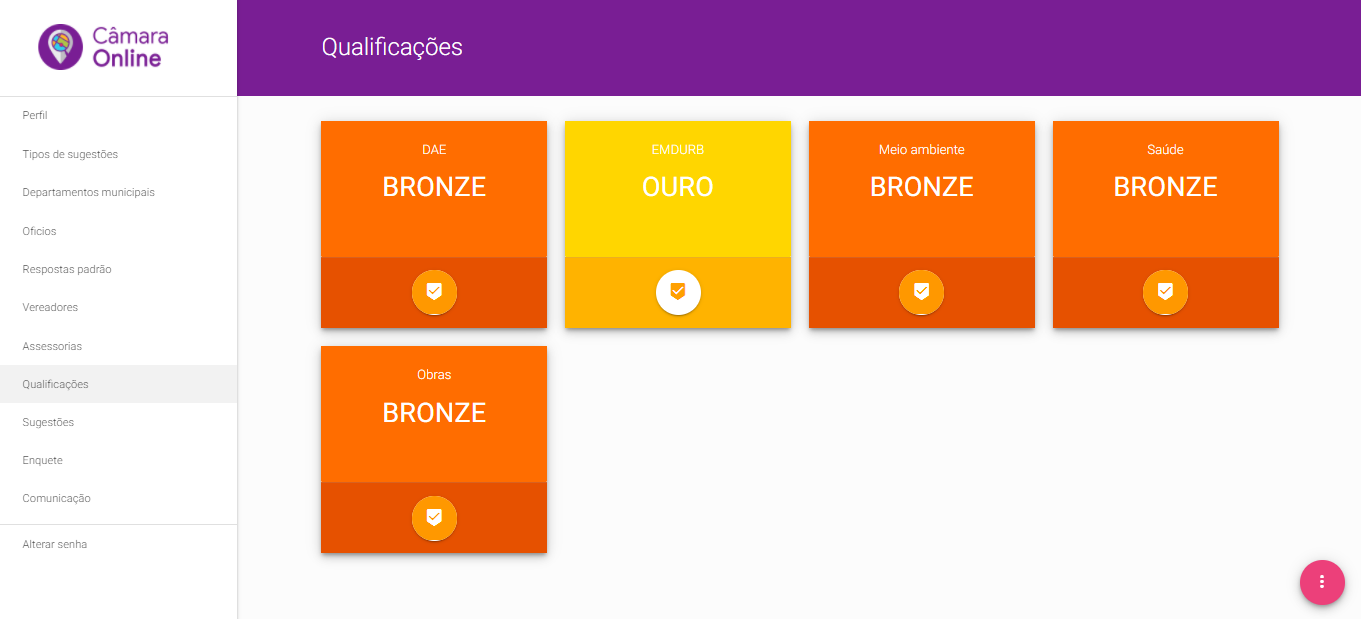 Câmara
Online
Qualificações
Perfil
Tipos de sugestões
Departamentos municipais
Oficios
Respostas padrão
Vereadores
Assessorias
Qualificações
Sugestões
Enquete
Comunicação
Alterar senha
DAE
BRONZE
EMDURB
OURO
Meio ambiente
BRONZE
Saúde
BRONZE
Obras
BRONZE